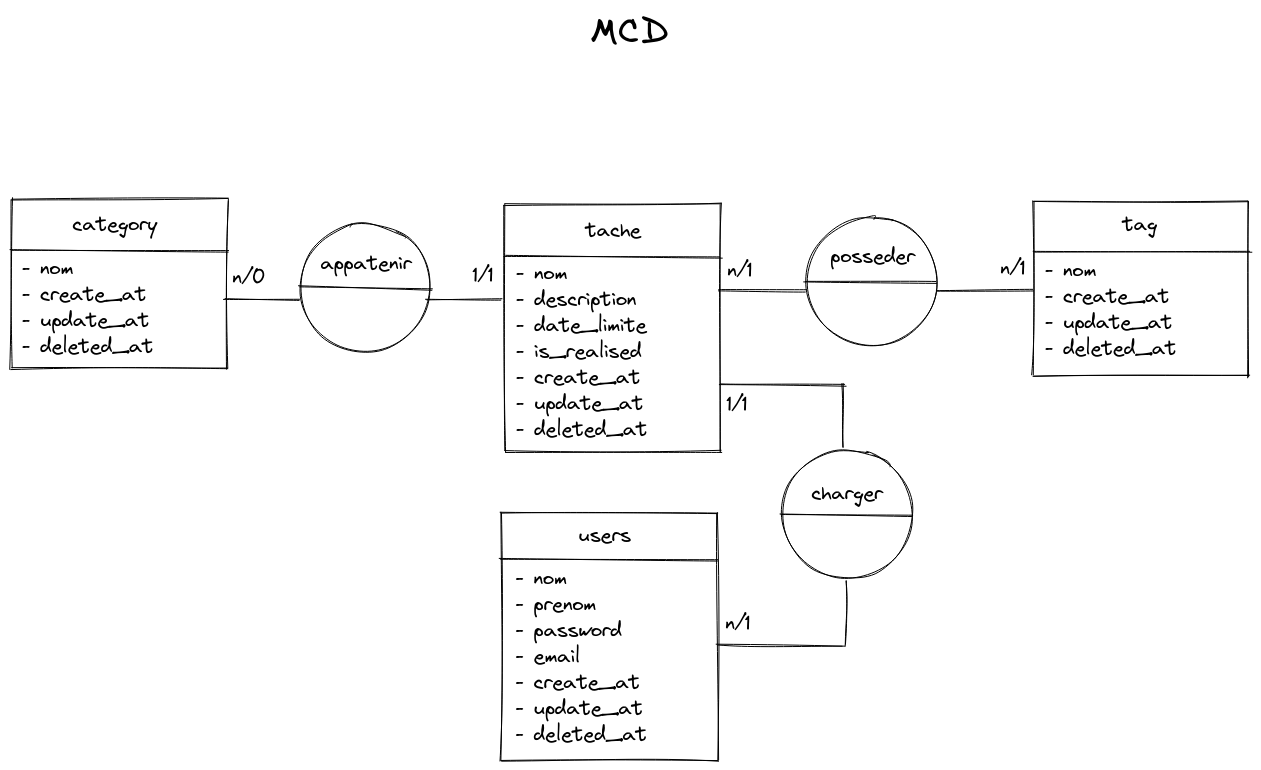 MCD
category
- nom
- create_at
- update_at
- deleted_at
n/0
appatenir
1/1
tache
- nom
- description
- date_limite
- is_realised
- create_at
- update_at
- deleted_at
n/1
posseder
n/1
tag
- nom
- create_at
- update_at
- deleted_at
1/1
charger
users
- nom
- prenom
- password
- email
- create_at
- update_at
- deleted_at
n/1